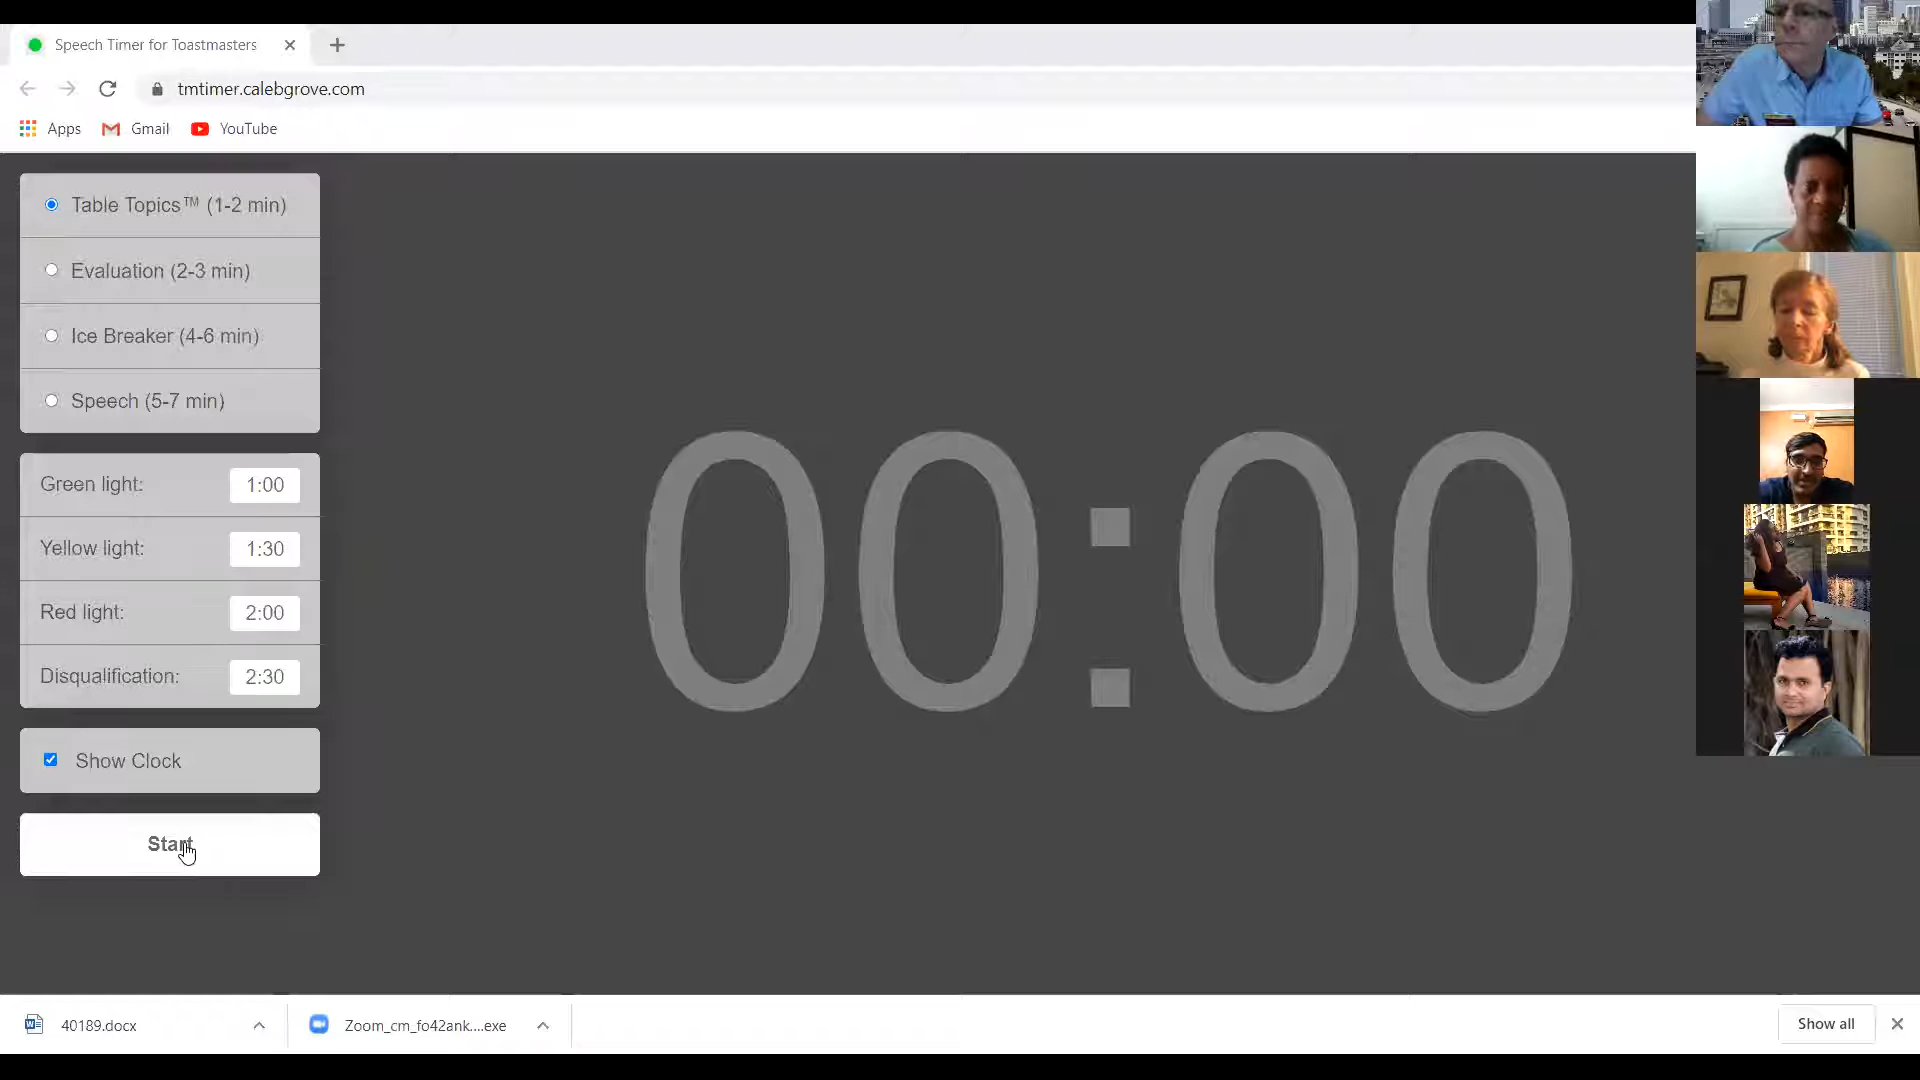 Speech Timer for Toastmasters
tmtimer.calebgrove.com
Apps Gmail YouTube
Table Topics™ (1-2 min)
Evaluation (2-3 min)
Ice Breaker (4-6 min)
Speech (5-7 min)
Green light: 1:00
Yellow light: 1:30
Red light: 2:00
Disqualification: 2:30
Show Clock
Start
00:00
40189.docx
Zoom_cm_fo42ank....exe
Show all